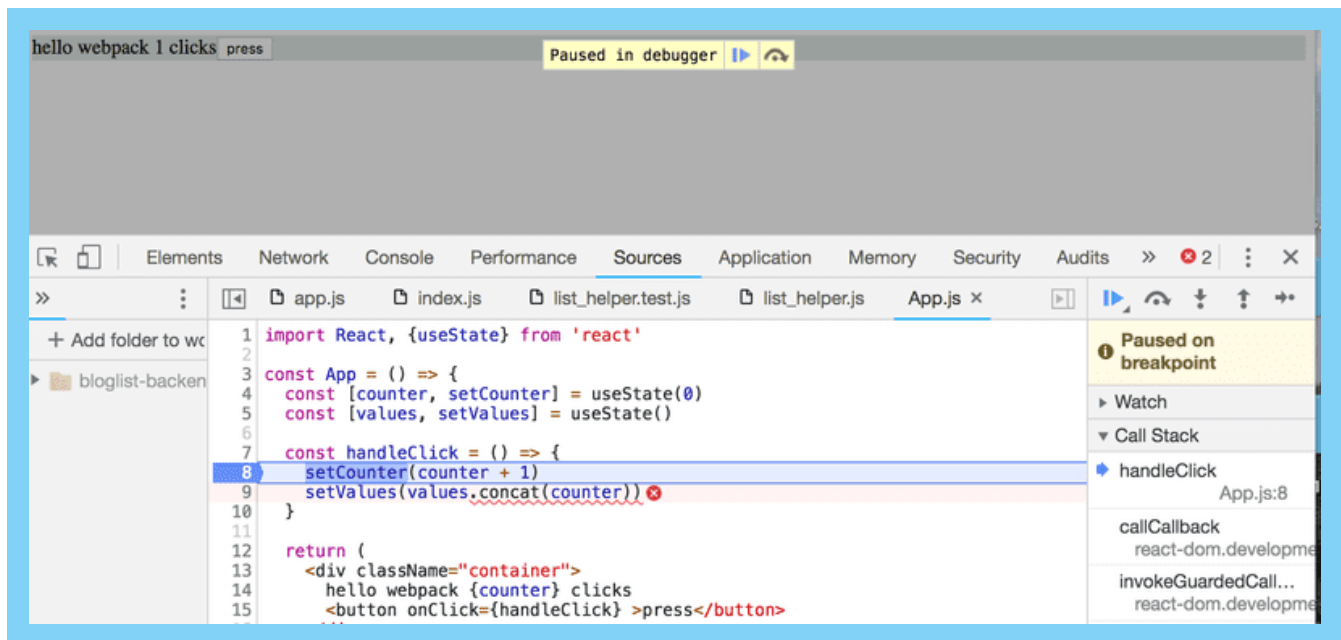 hello webpack 1 clicks press
Paused in debugger
Elements Network Console Performance Sources Application Memory Security Audits » 2
» app.js index.js list_helper.test.js list_helper.js App.js ×
+ Add folder to wc
bloglist-backen
1 import React, {useState} from 'react'
2
3 const App = () => {
4 const [counter, setCounter] = useState(0)
5 const [values, setValues] = useState()
6
7 const handleClick = () => {
8 setCounter(counter + 1)
9 setValues(values.concat(counter))
10 }
11
12 return (
13 <div className="container">
14 hello webpack {counter} clicks
15 <button onClick={handleClick} >press</button>
Paused on
breakpoint
Watch
Call Stack
handleClick
App.js:8
callCallback
react-dom.developme
invokeGuardedCall...
react-dom.developme